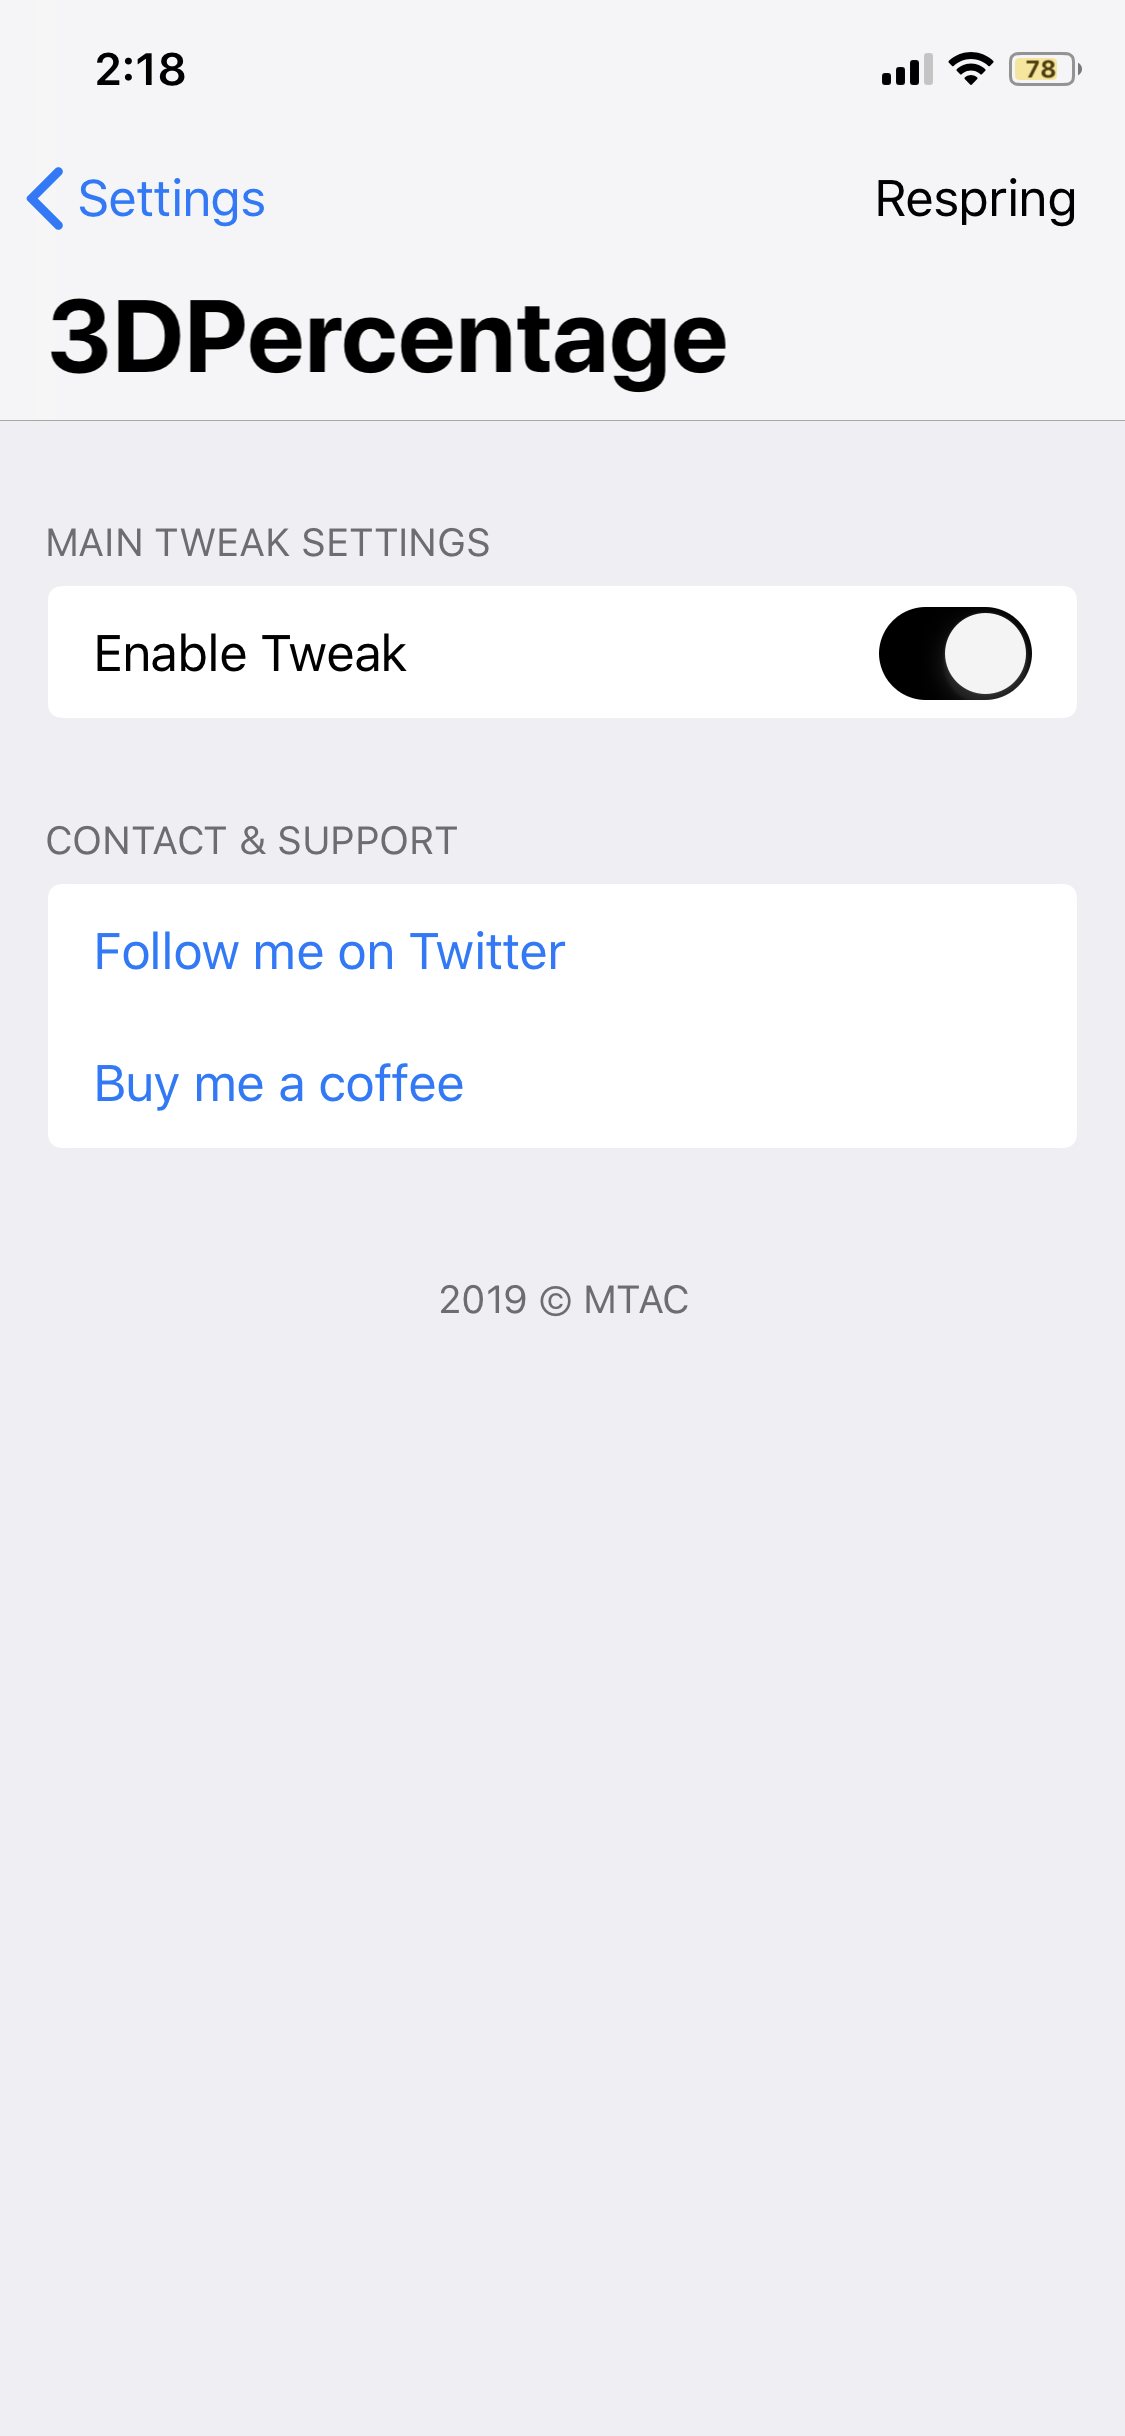 2:18
78
Settings
Respring
3DPercentage
MAIN TWEAK SETTINGS
Enable Tweak
CONTACT & SUPPORT
Follow me on Twitter
Buy me a coffee
2019 © MTAC